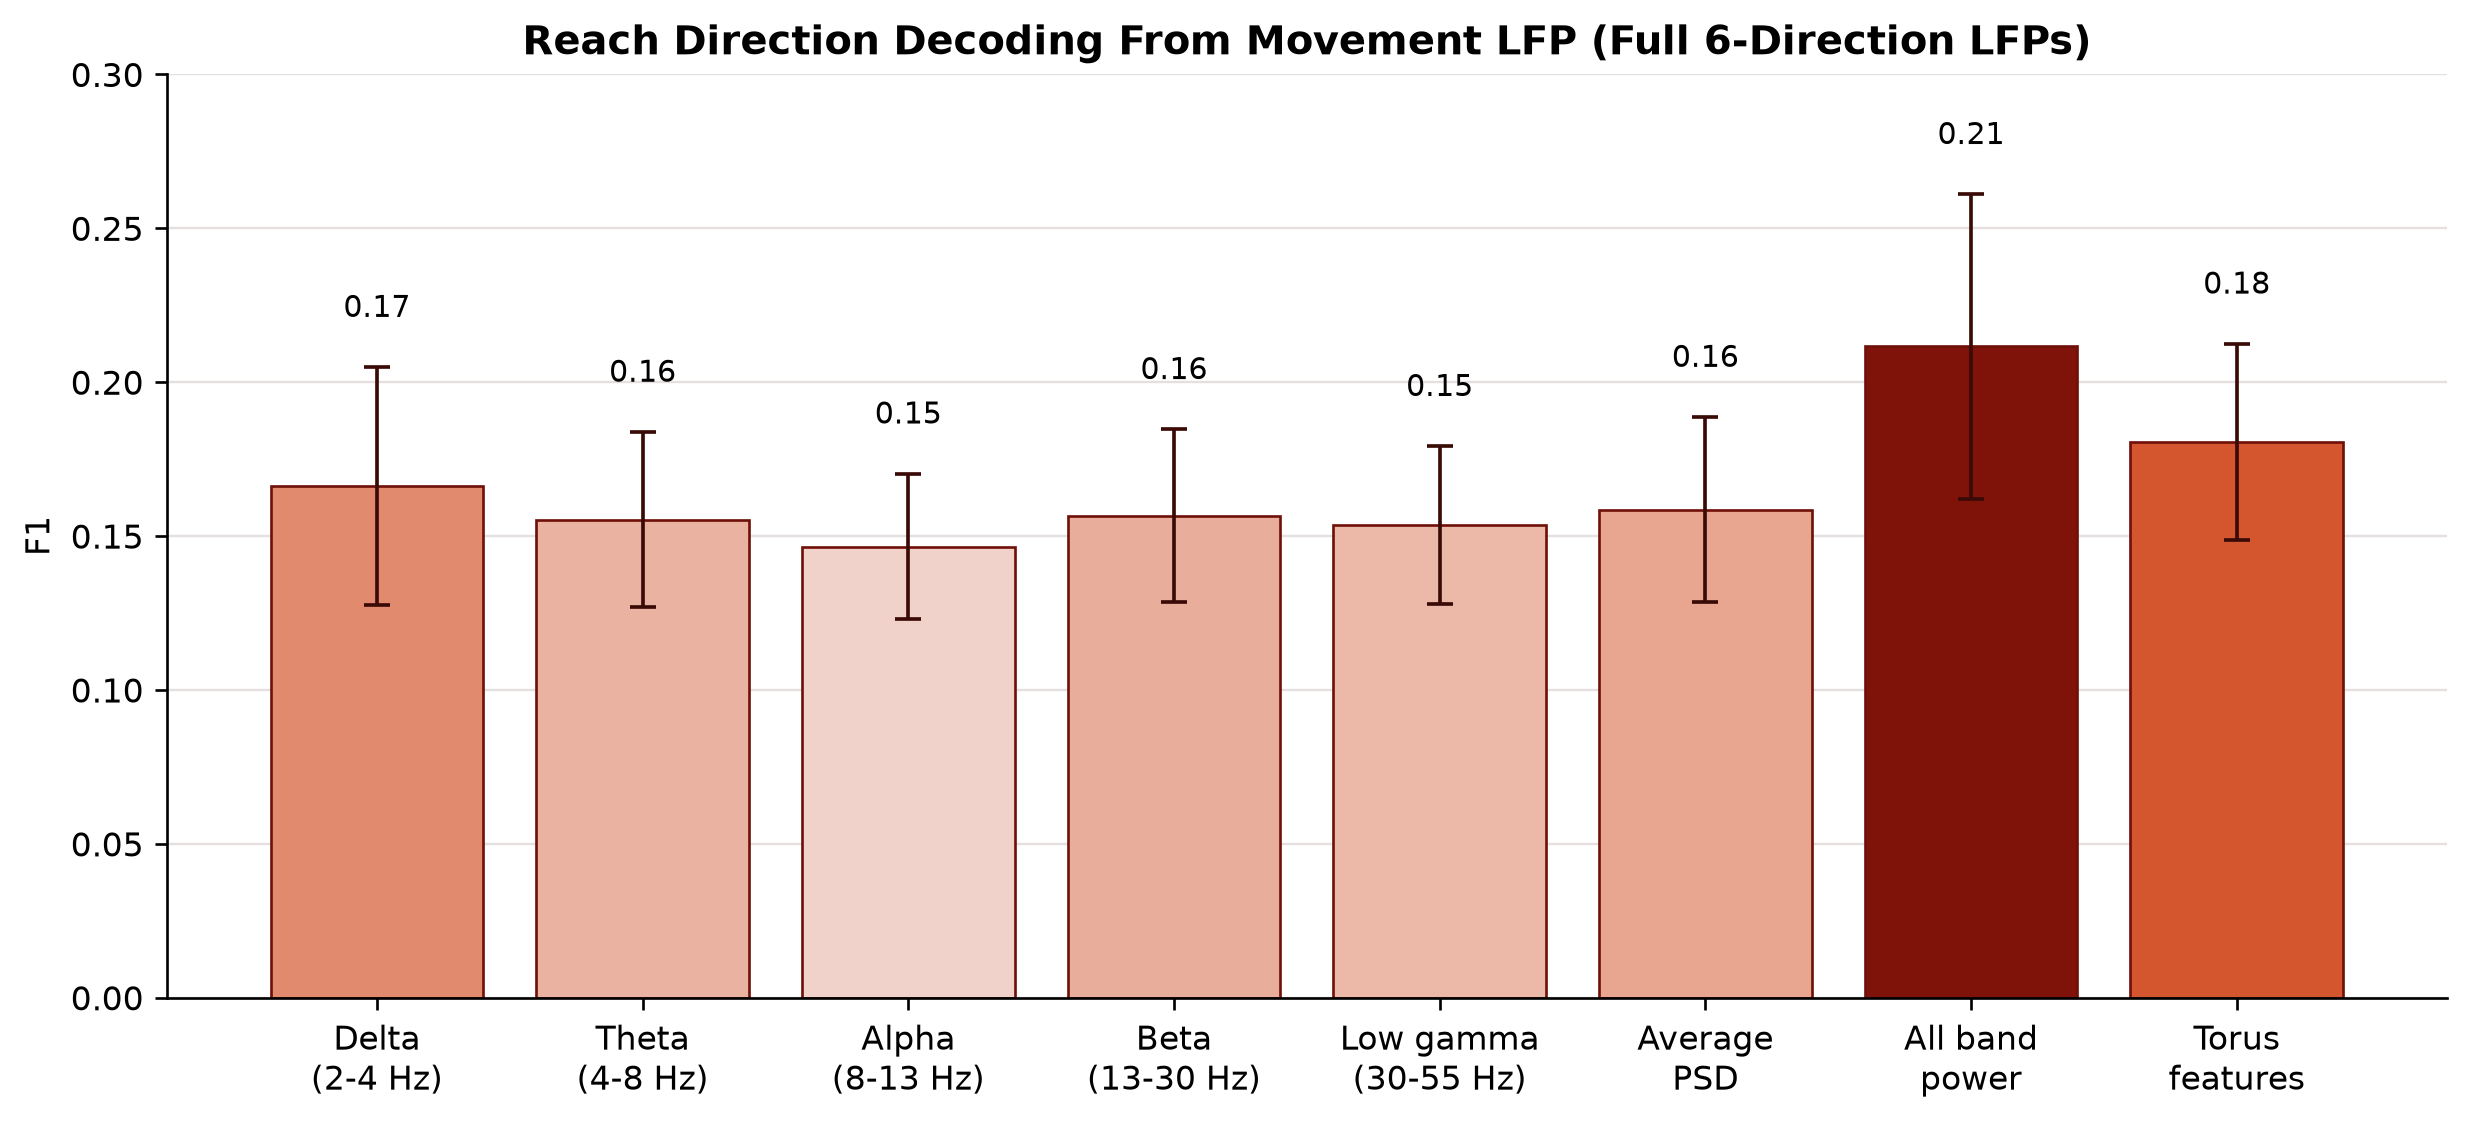 Reach Direction Decoding From Movement LFP (Full 6-Direction LFPs)
F1
0.30
0.25
0.20
0.15
0.10
0.05
0.00
0.17
0.16
0.15
0.16
0.15
0.16
0.21
0.18
Delta
(2-4 Hz)
Theta
(4-8 Hz)
Alpha
(8-13 Hz)
Beta
(13-30 Hz)
Low gamma
(30-55 Hz)
Average
PSD
All band
power
Torus
features